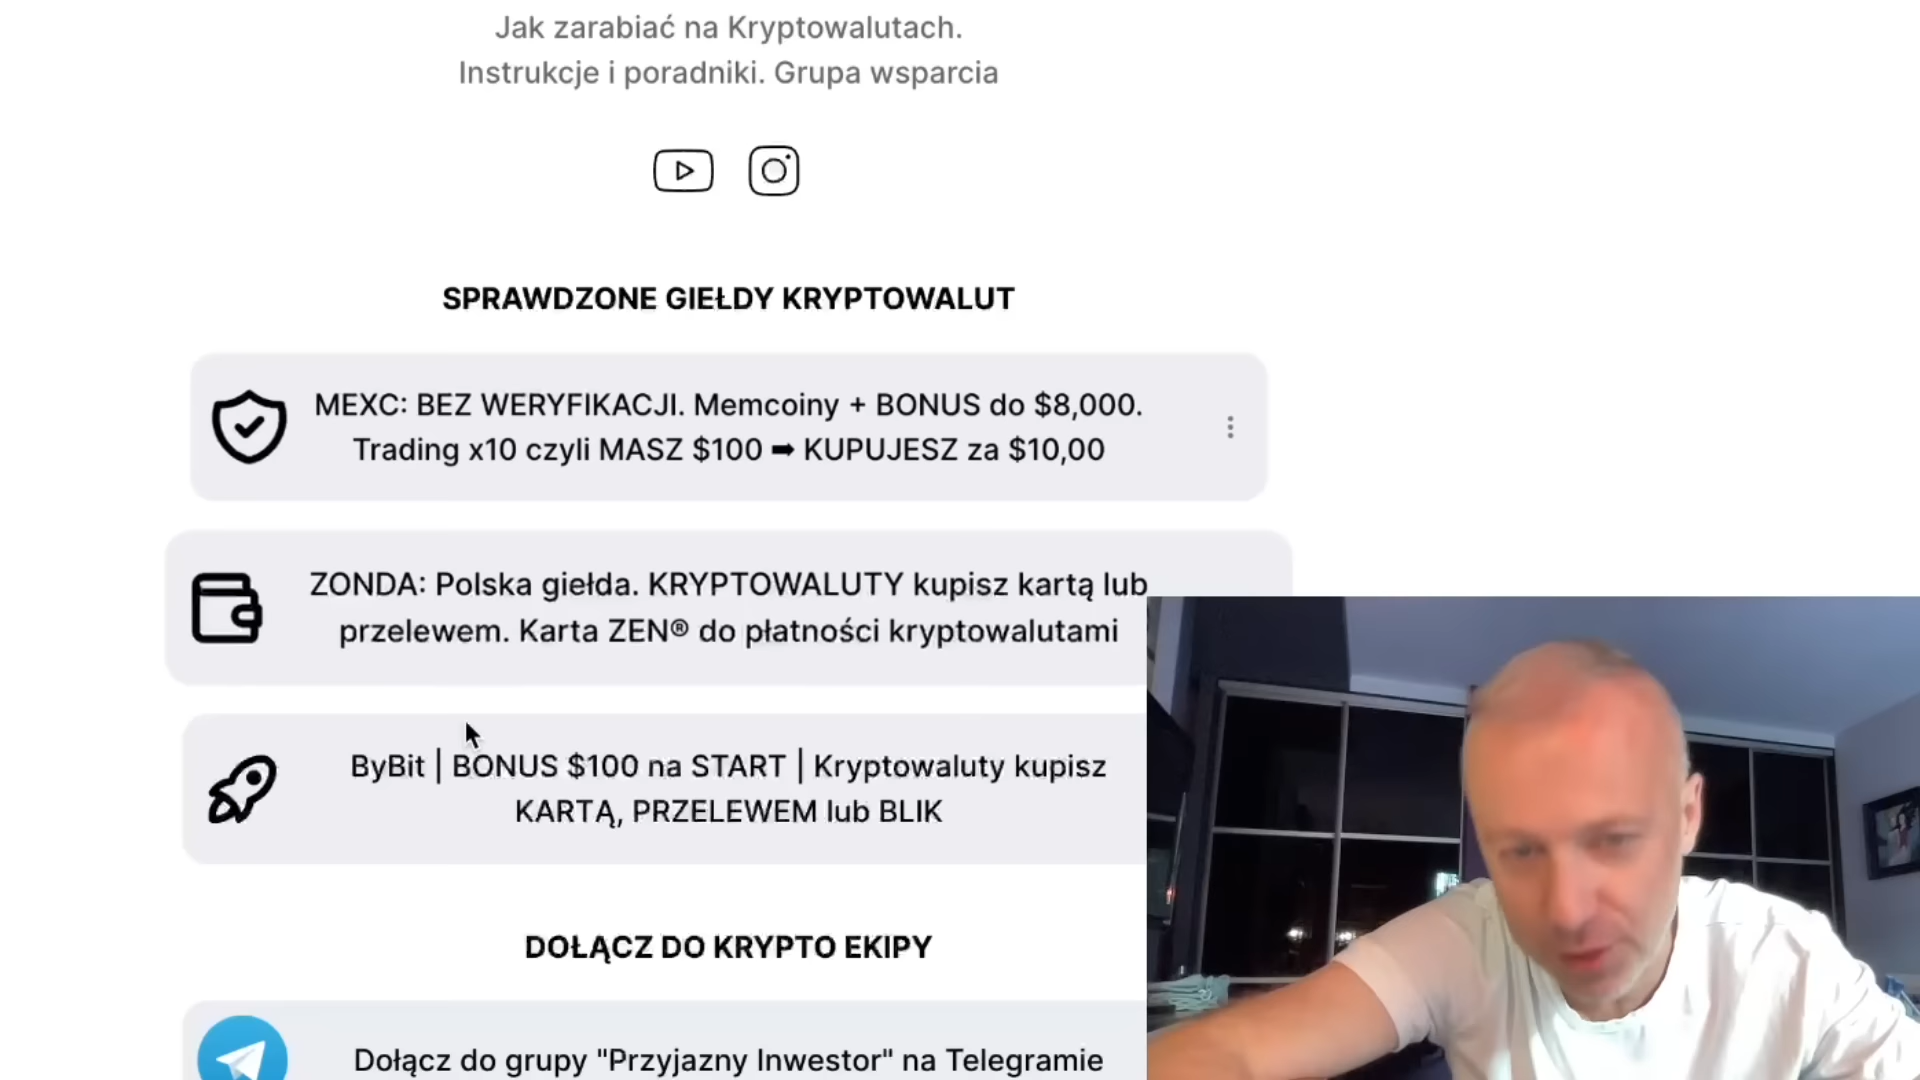 Jak zarabiać na Kryptowalutach.
Instrukcje i poradniki. Grupa wsparcia
SPRAWDZONE GIEŁDY KRYPTOWALUT
MEXC: BEZ WERYFIKACJI. Memcoiny + BONUS do $8,000.
Trading x10 czyli MASZ $100 ➡ KUPUJESZ za $10,00
ZONDA: Polska giełda. KRYPTOWALUTY kupisz kartą lub
przelewem. Karta ZEN® do płatności kryptowalutami
ByBit | BONUS $100 na START | Kryptowaluty kupisz
KARTĄ, PRZELEWEM lub BLIK
DOŁĄCZ DO KRYPTO EKIPY
Dołącz do grupy "Przyjazny Inwestor" na Telegramie